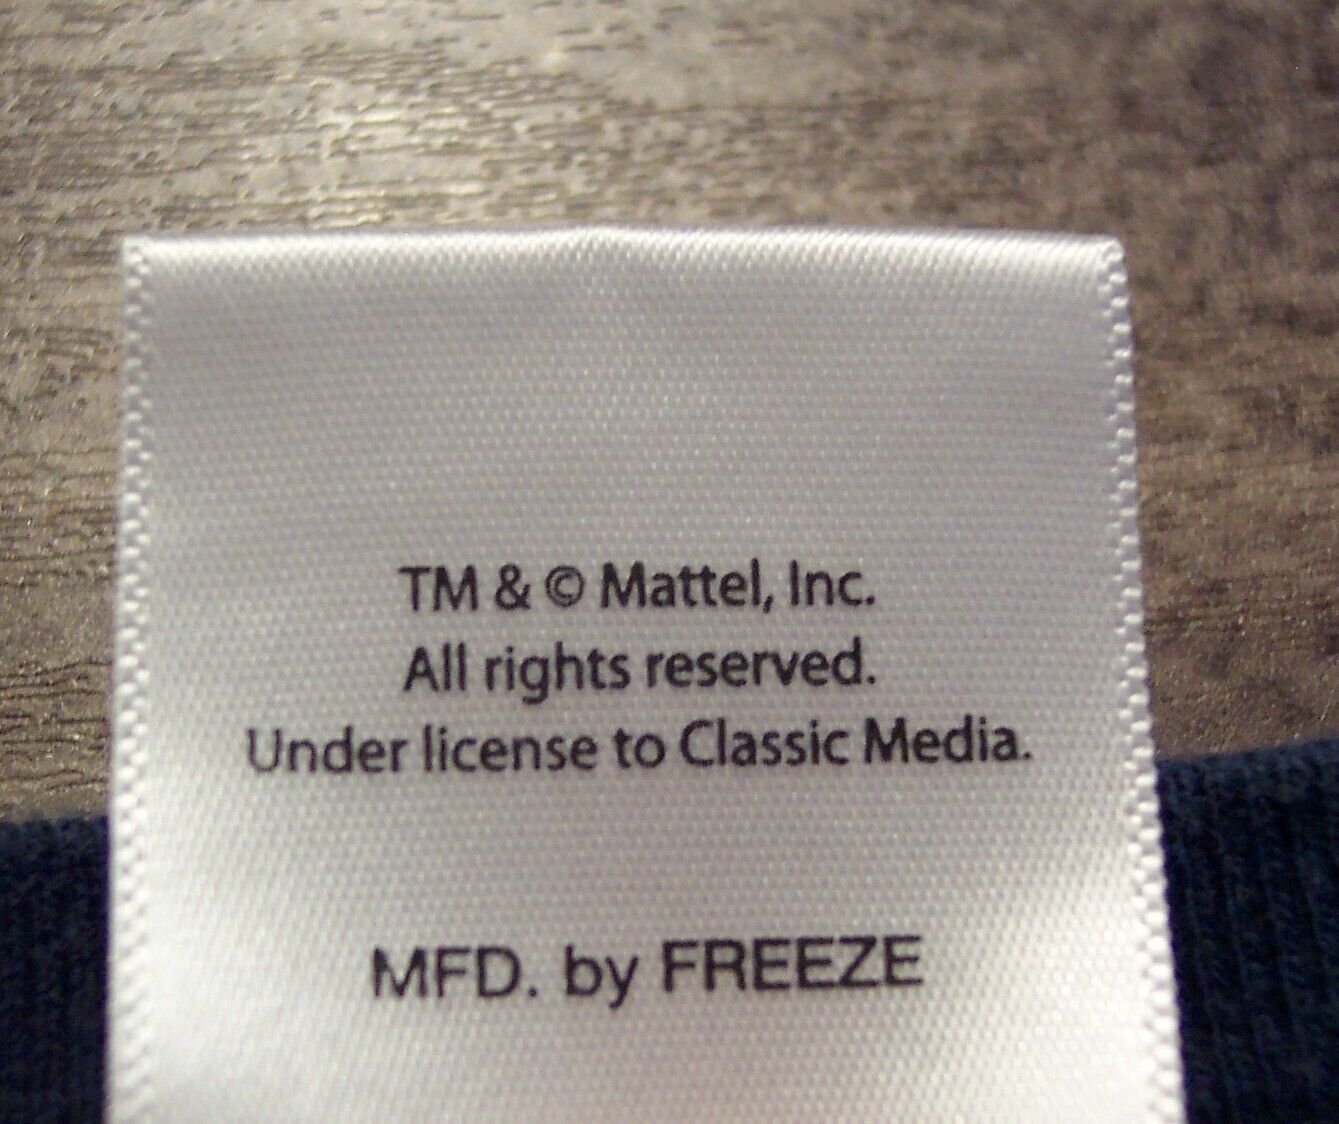 TM & © Mattel, Inc.
All rights reserved.
Under license to Classic Media.
MFD. by FREEZE